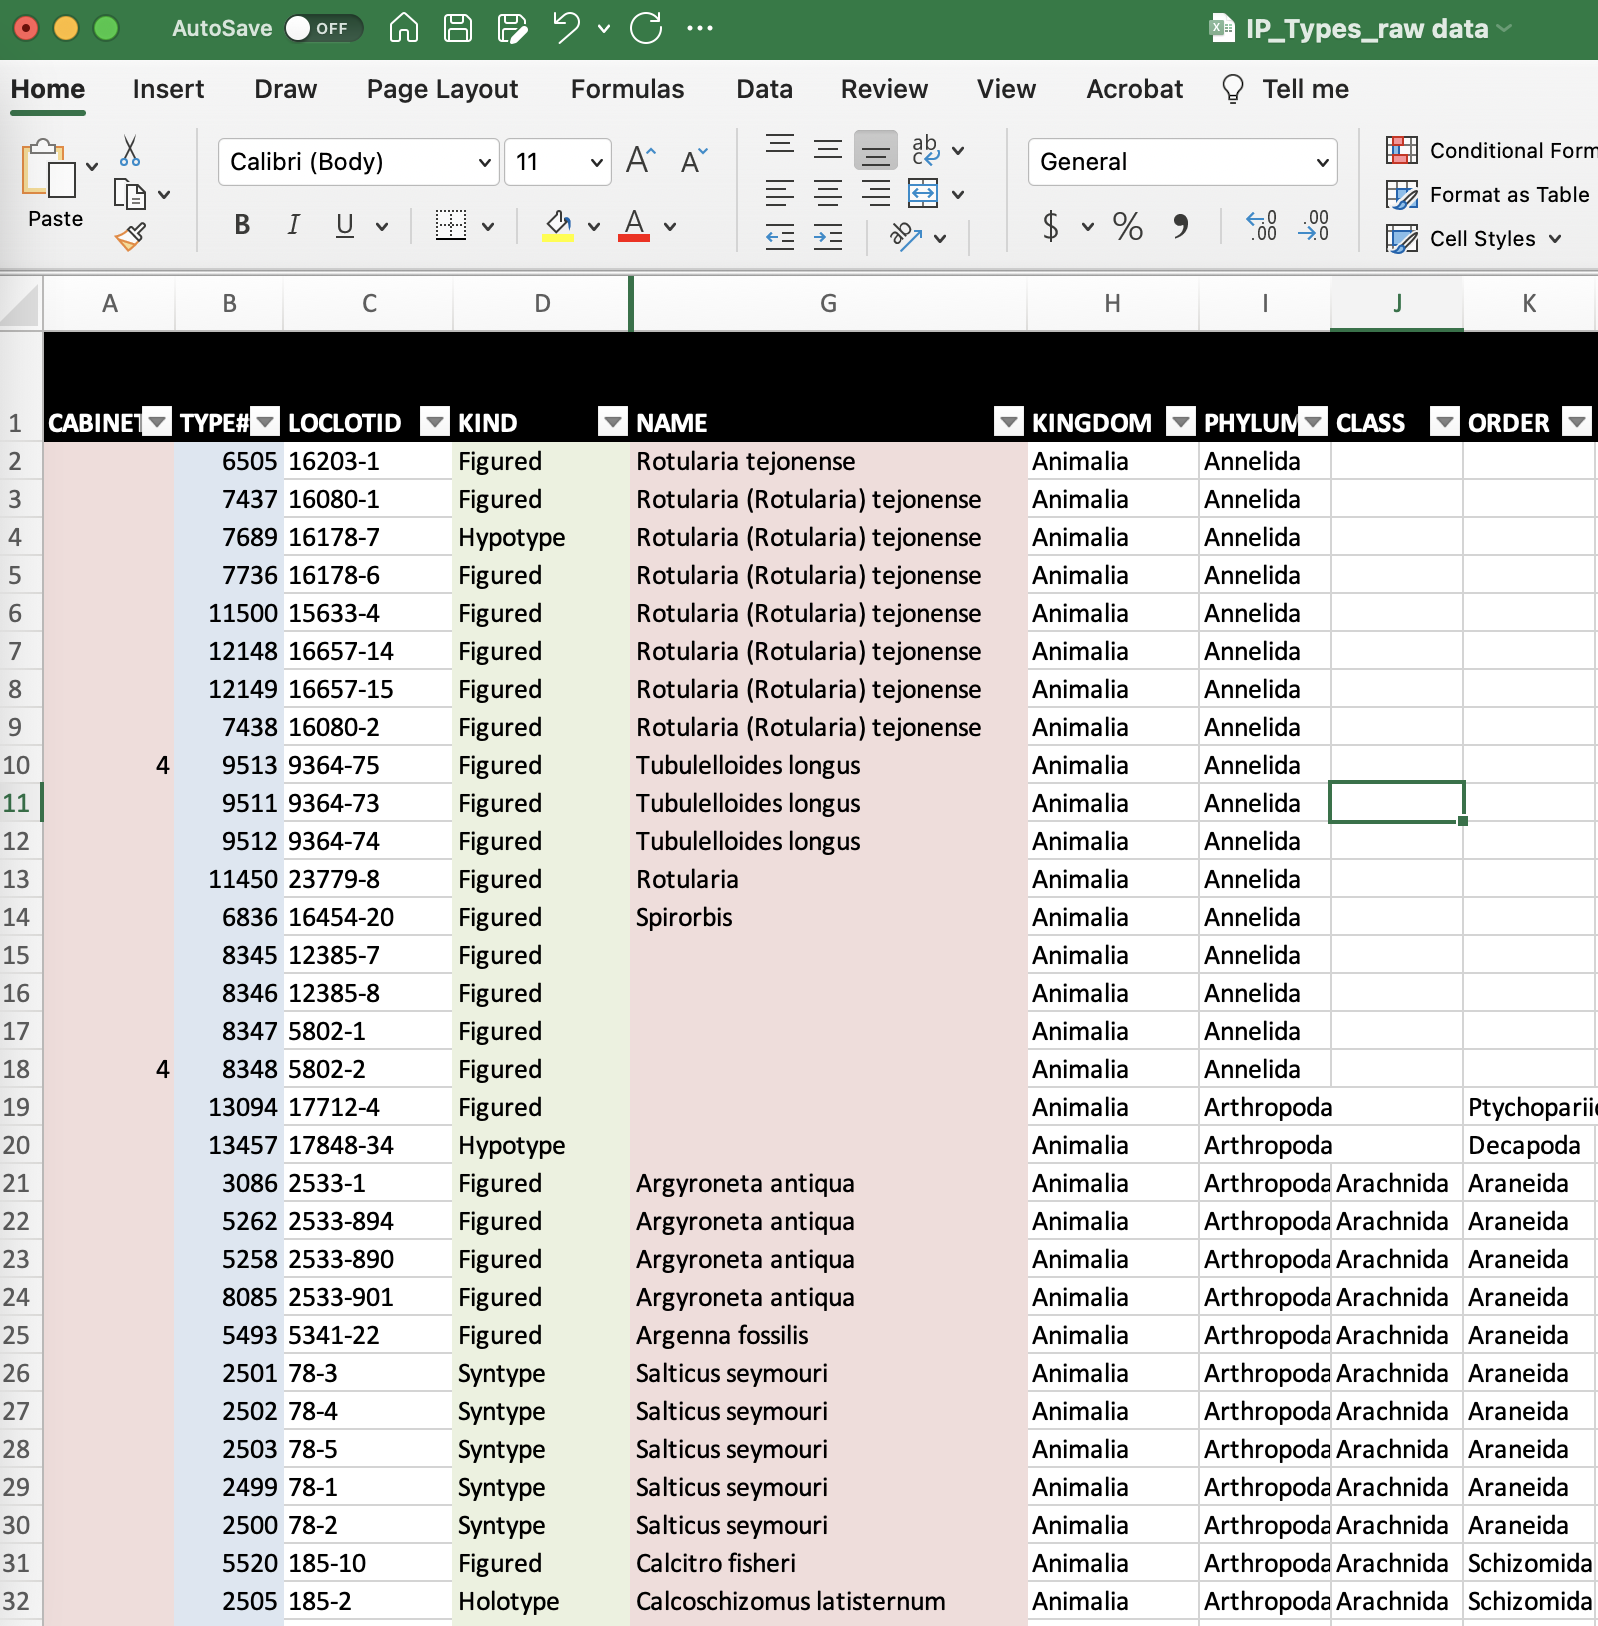 AutoSave OFF IP_Types_raw data
Home Insert Draw Page Layout Formulas Data Review View Acrobat Tell me
Paste Calibri (Body) 11 General Conditional Form
Format as Table
Cell Styles
A B C D G H I J K
1 CABINET TYPE# LOCLOTID KIND NAME KINGDOM PHYLUM CLASS ORDER
2 6505 16203-1 Figured Rotularia tejonense Animalia Annelida
3 7437 16080-1 Figured Rotularia (Rotularia) tejonense Animalia Annelida
4 7689 16178-7 Hypotype Rotularia (Rotularia) tejonense Animalia Annelida
5 7736 16178-6 Figured Rotularia (Rotularia) tejonense Animalia Annelida
6 11500 15633-4 Figured Rotularia (Rotularia) tejonense Animalia Annelida
7 12148 16657-14 Figured Rotularia (Rotularia) tejonense Animalia Annelida
8 12149 16657-15 Figured Rotularia (Rotularia) tejonense Animalia Annelida
9 7438 16080-2 Figured Rotularia (Rotularia) tejonense Animalia Annelida
10 4 9513 9364-75 Figured Tubulelloides longus Animalia Annelida
11 9511 9364-73 Figured Tubulelloides longus Animalia Annelida
12 9512 9364-74 Figured Tubulelloides longus Animalia Annelida
13 11450 23779-8 Figured Rotularia Animalia Annelida
14 6836 16454-20 Figured Spirorbis Animalia Annelida
15 8345 12385-7 Figured Animalia Annelida
16 8346 12385-8 Figured Animalia Annelida
17 8347 5802-1 Figured Animalia Annelida
18 4 8348 5802-2 Figured Animalia Annelida
19 13094 17712-4 Figured Animalia Arthropoda Ptychopariid
20 13457 17848-34 Hypotype Animalia Arthropoda Decapoda
21 3086 2533-1 Figured Argyroneta antiqua Animalia Arthropoda Arachnida Araneida
22 5262 2533-894 Figured Argyroneta antiqua Animalia Arthropoda Arachnida Araneida
23 5258 2533-890 Figured Argyroneta antiqua Animalia Arthropoda Arachnida Araneida
24 8085 2533-901 Figured Argyroneta antiqua Animalia Arthropoda Arachnida Araneida
25 5493 5341-22 Figured Argenna fossilis Animalia Arthropoda Arachnida Araneida
26 2501 78-3 Syntype Salticus seymouri Animalia Arthropoda Arachnida Araneida
27 2502 78-4 Syntype Salticus seymouri Animalia Arthropoda Arachnida Araneida
28 2503 78-5 Syntype Salticus seymouri Animalia Arthropoda Arachnida Araneida
29 2499 78-1 Syntype Salticus seymouri Animalia Arthropoda Arachnida Araneida
30 2500 78-2 Syntype Salticus seymouri Animalia Arthropoda Arachnida Araneida
31 5520 185-10 Figured Calcitro fisheri Animalia Arthropoda Arachnida Schizomida
32 2505 185-2 Holotype Calcoschizomus latisternum Animalia Arthropoda Arachnida Schizomida